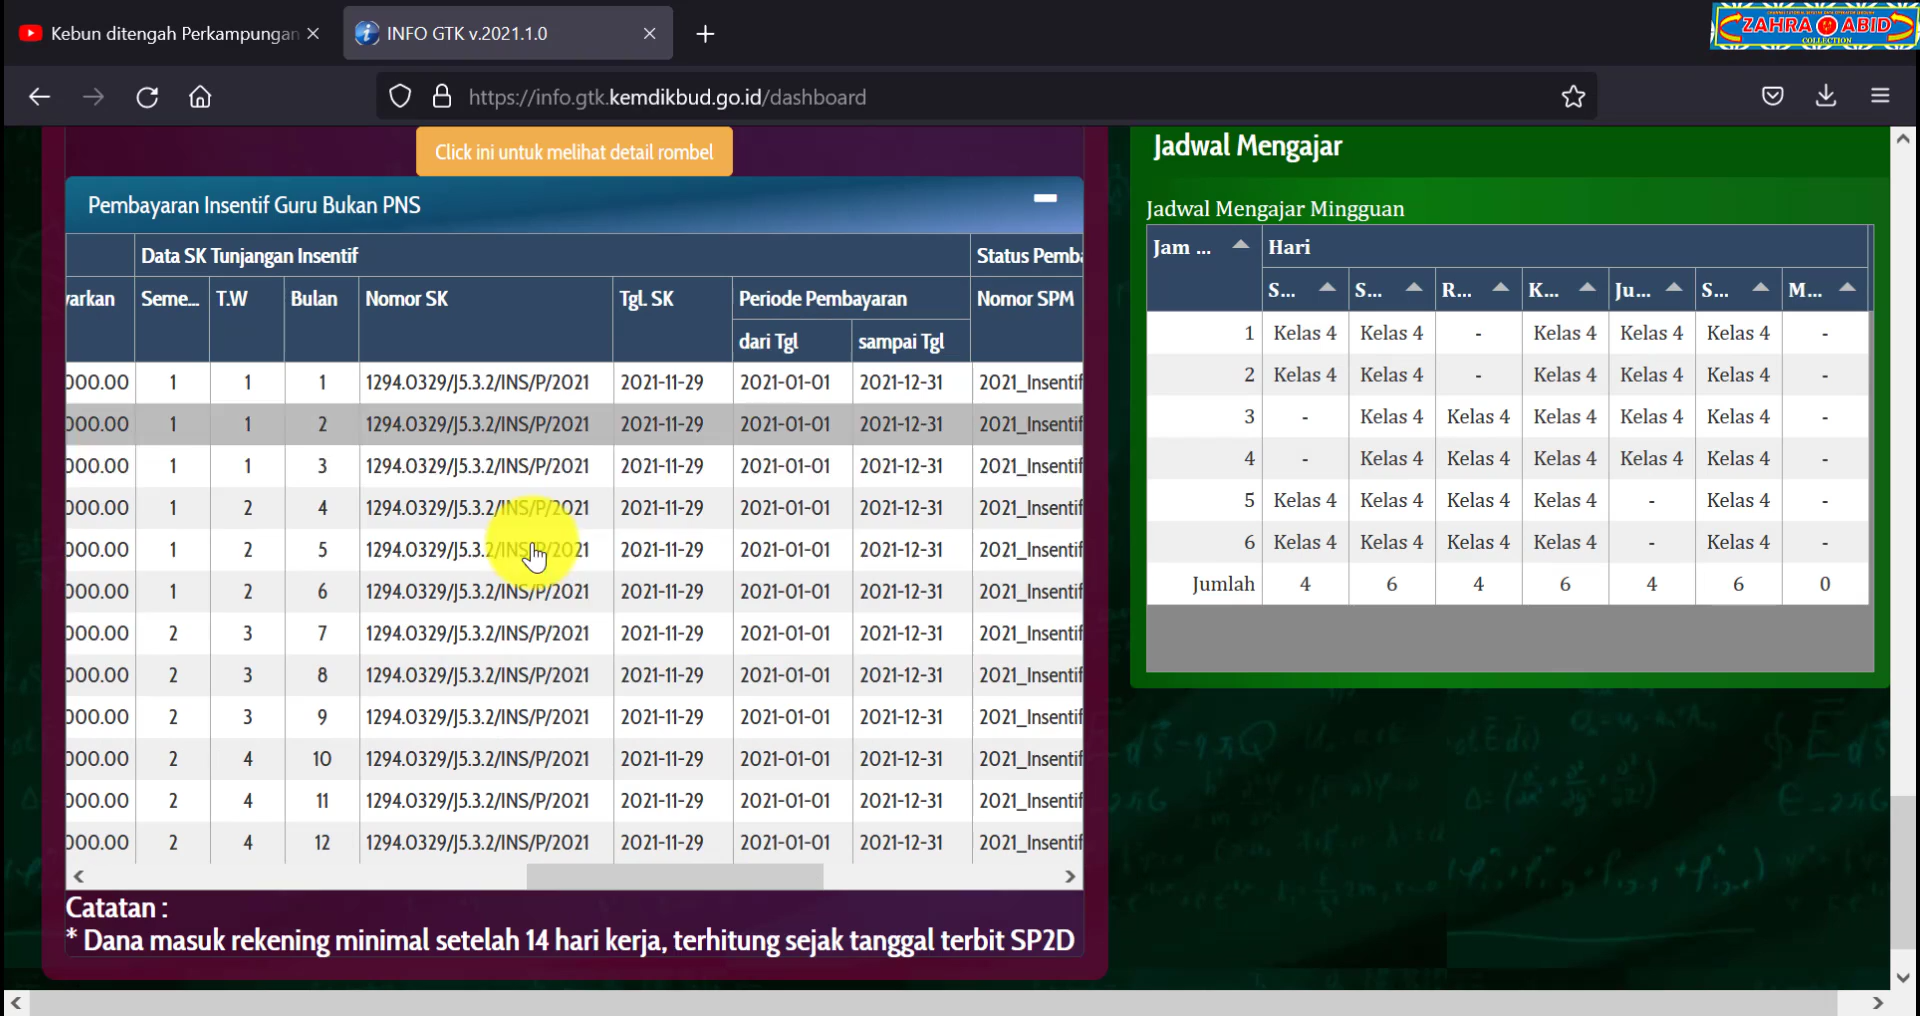 Kebun ditengah Perkampungan
INFO GTK v.2021.1.0
ZAHRA ABID
COLLECTION
https://info.gtk.kemdikbud.go.id/dashboard
Click ini untuk melihat detail rombel
Pembayaran Insentif Guru Bukan PNS
Data SK Tunjangan Insentif Status Pemba
yarkan Seme... T.W Bulan Nomor SK Tgl. SK Periode Pembayaran Nomor SPM
dari Tgl sampai Tgl
000.00 1 1 1 1294.0329/J5.3.2/INS/P/2021 2021-11-29 2021-01-01 2021-12-31 2021_Insentif
000.00 1 1 2 1294.0329/J5.3.2/INS/P/2021 2021-11-29 2021-01-01 2021-12-31 2021_Insentif
000.00 1 1 3 1294.0329/J5.3.2/INS/P/2021 2021-11-29 2021-01-01 2021-12-31 2021_Insentif
000.00 1 2 4 1294.0329/J5.3.2/INS/P/2021 2021-11-29 2021-01-01 2021-12-31 2021_Insentif
000.00 1 2 5 1294.0329/J5.3.2/INS/P/2021 2021-11-29 2021-01-01 2021-12-31 2021_Insentif
000.00 1 2 6 1294.0329/J5.3.2/INS/P/2021 2021-11-29 2021-01-01 2021-12-31 2021_Insentif
000.00 2 3 7 1294.0329/J5.3.2/INS/P/2021 2021-11-29 2021-01-01 2021-12-31 2021_Insentif
000.00 2 3 8 1294.0329/J5.3.2/INS/P/2021 2021-11-29 2021-01-01 2021-12-31 2021_Insentif
000.00 2 3 9 1294.0329/J5.3.2/INS/P/2021 2021-11-29 2021-01-01 2021-12-31 2021_Insentif
000.00 2 4 10 1294.0329/J5.3.2/INS/P/2021 2021-11-29 2021-01-01 2021-12-31 2021_Insentif
000.00 2 4 11 1294.0329/J5.3.2/INS/P/2021 2021-11-29 2021-01-01 2021-12-31 2021_Insentif
000.00 2 4 12 1294.0329/J5.3.2/INS/P/2021 2021-11-29 2021-01-01 2021-12-31 2021_Insentif
Catatan :
* Dana masuk rekening minimal setelah 14 hari kerja, terhitung sejak tanggal terbit SP2D
Jadwal Mengajar
Jadwal Mengajar Mingguan
Jam ... Hari
S... S... R... K... Ju... S... M...
1 Kelas 4 Kelas 4 - Kelas 4 Kelas 4 Kelas 4 -
2 Kelas 4 Kelas 4 - Kelas 4 Kelas 4 Kelas 4 -
3 - Kelas 4 Kelas 4 Kelas 4 Kelas 4 Kelas 4 -
4 - Kelas 4 Kelas 4 Kelas 4 Kelas 4 Kelas 4 -
5 Kelas 4 Kelas 4 Kelas 4 Kelas 4 - Kelas 4 -
6 Kelas 4 Kelas 4 Kelas 4 Kelas 4 - Kelas 4 -
Jumlah 4 6 4 6 4 6 0